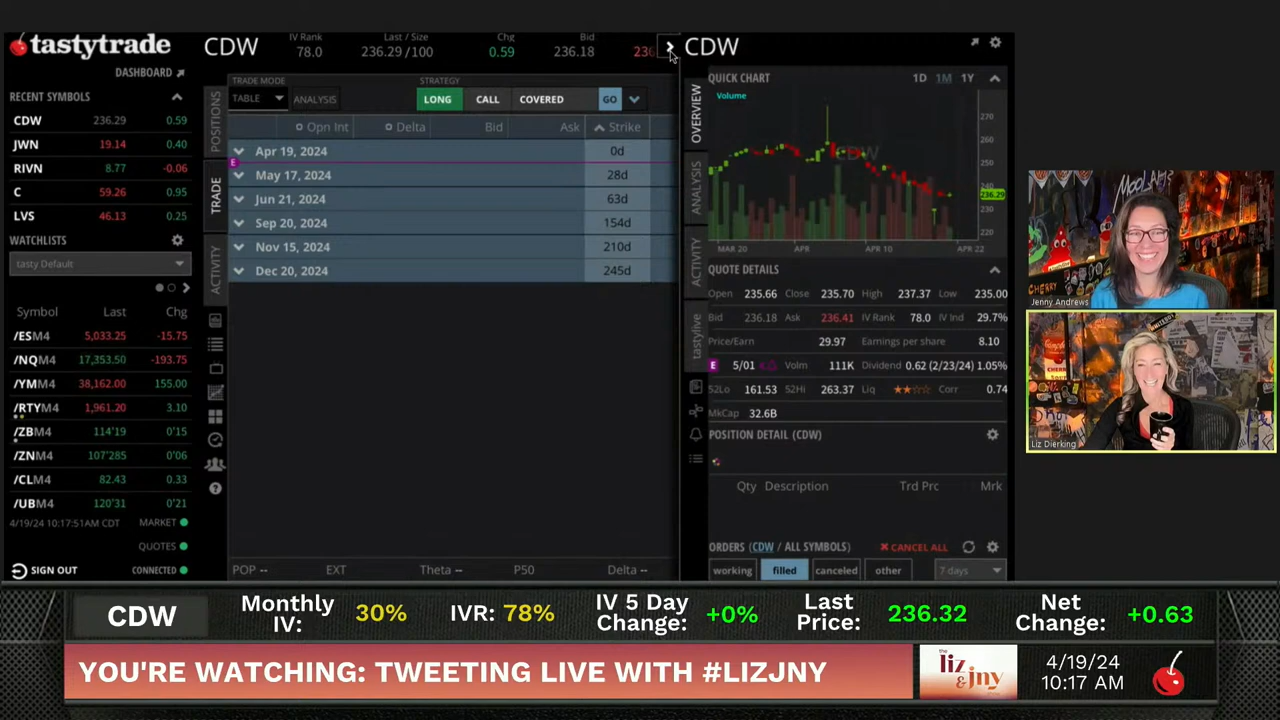 tastytrade
DASHBOARD
RECENT SYMBOLS
CDW 236.29 0.59
JWN 19.14 0.40
RIVN 8.77 -0.06
C 59.26 0.95
LVS 46.13 0.25
WATCHLISTS
tasty Default
Symbol Last Chg
/ESM4 5,033.25 -15.75
/NQM4 17,353.50 -193.75
/YMM4 38,162.00 155.00
/RTYM4 1,961.20 3.10
/ZBM4 114'19 0'15
/ZNM4 107'285 0'06
/CLM4 82.43 0.33
/UBM4 120'31 0'21
4/19/24 10:17:51AM CDT MARKET
QUOTES
SIGN OUT CONNECTED
CDW
IV Rank Last / Size Chg Bid
78.0 236.29 /100 0.59 236.18
POSITIONS
TRADE
ACTIVITY
TRADE MODE STRATEGY
TABLE ANALYSIS LONG CALL COVERED GO
Opn Int Delta Bid Ask Strike
Apr 19, 2024 0d
E
May 17, 2024 28d
Jun 21, 2024 63d
Sep 20, 2024 154d
Nov 15, 2024 210d
Dec 20, 2024 245d
POP -- EXT Theta -- P50 Delta --
CDW
OVERVIEW
ANALYSIS
ACTIVITY
tastylive
QUICK CHART 1D 1M 1Y
Volume
CDW
270
260
250
240
236.29
230
220
MAR 20 APR APR 10 APR 22
QUOTE DETAILS
Open 235.66 Close 235.70 High 237.37 Low 235.00
Bid 236.18 Ask 236.41 IV Rank 78.0 IV Ind 29.7%
Price/Earn 29.97 Earnings per share 8.10
E 5/01 Volm 111K Dividend 0.62 (2/23/24) 1.05%
52Lo 161.53 52Hi 263.37 Liq Corr 0.74
MkCap 32.6B
POSITION DETAIL (CDW)
Qty Description Trd Prc Mrk
ORDERS (CDW / ALL SYMBOLS) CANCEL ALL
working filled canceled other 7 days
Jenny Andrews
Liz Dierking
CDW
Monthly IV: 30%
IVR: 78%
IV 5 Day Change: +0%
Last Price: 236.32
Net Change: +0.63
YOU'RE WATCHING: TWEETING LIVE WITH #LIZJNY
the liz & jny
4/19/24
10:17 AM